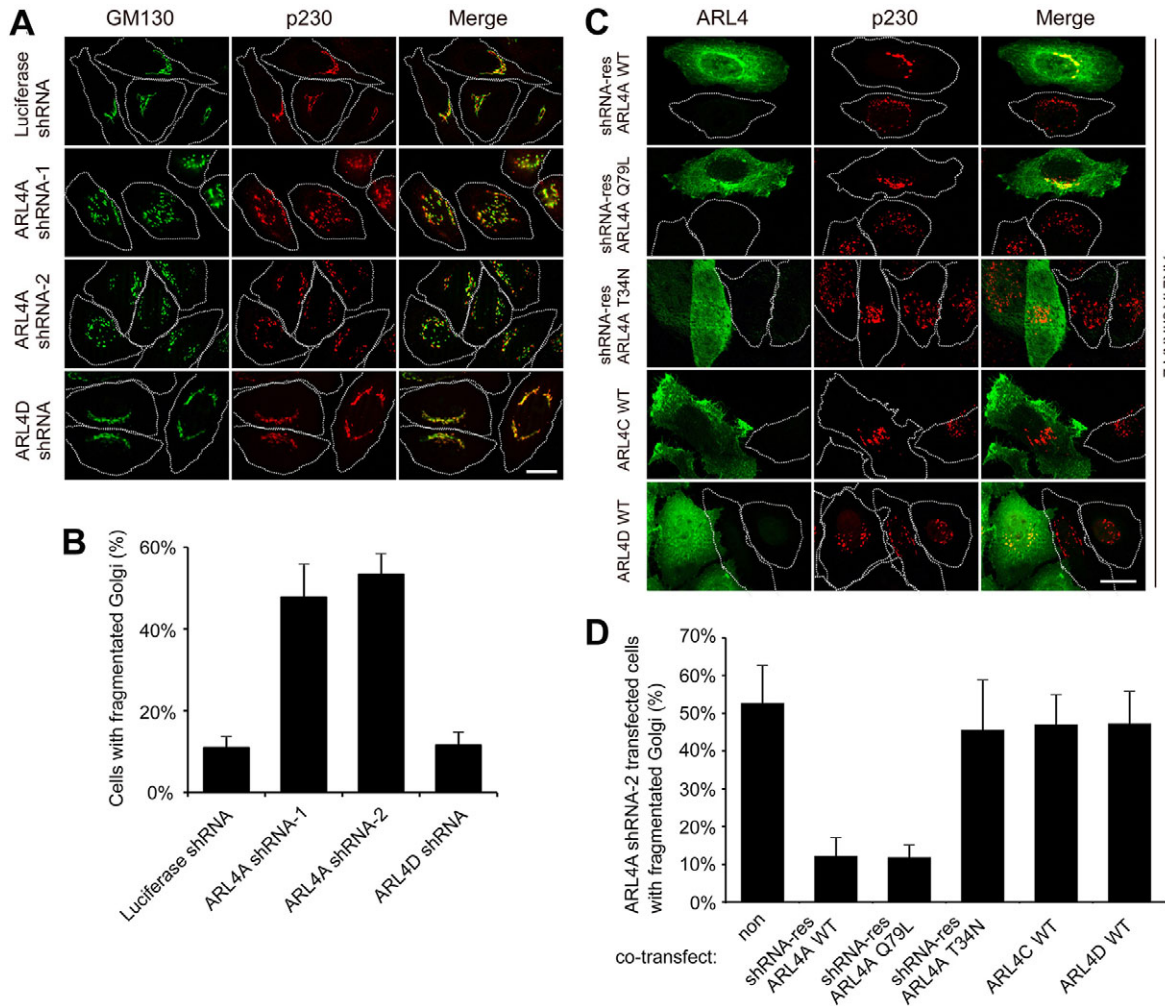 A
GM130 p230 Merge
Luciferase
shRNA
ARL4A
shRNA-1
ARL4A
shRNA-2
ARL4D
shRNA
B
Cells with fragmentated Golgi (%)
60%
40%
20%
0%
Luciferase shRNA
ARL4A shRNA-1
ARL4A shRNA-2
ARL4D shRNA
C
ARL4 p230 Merge
shRNA-res
ARL4A WT
shRNA-res
ARL4A Q79L
shRNA-res
ARL4A T34N
ARL4C WT
ARL4D WT
D
ARL4A shRNA-2 transfected cells
with fragmentated Golgi (%)
70%
60%
50%
40%
30%
20%
10%
0%
co-transfect:
non
shRNA-res
ARL4A WT
shRNA-res
ARL4A Q79L
shRNA-res
ARL4A T34N
ARL4C WT
ARL4D WT